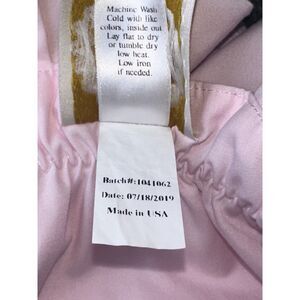 Machine Wash
Cold with like
colors, inside out
Lay flat to dry
or tumble dry
low heat.
Low iron
if needed.
Batch#:1041062
Date: 07/18/2019
Made in USA